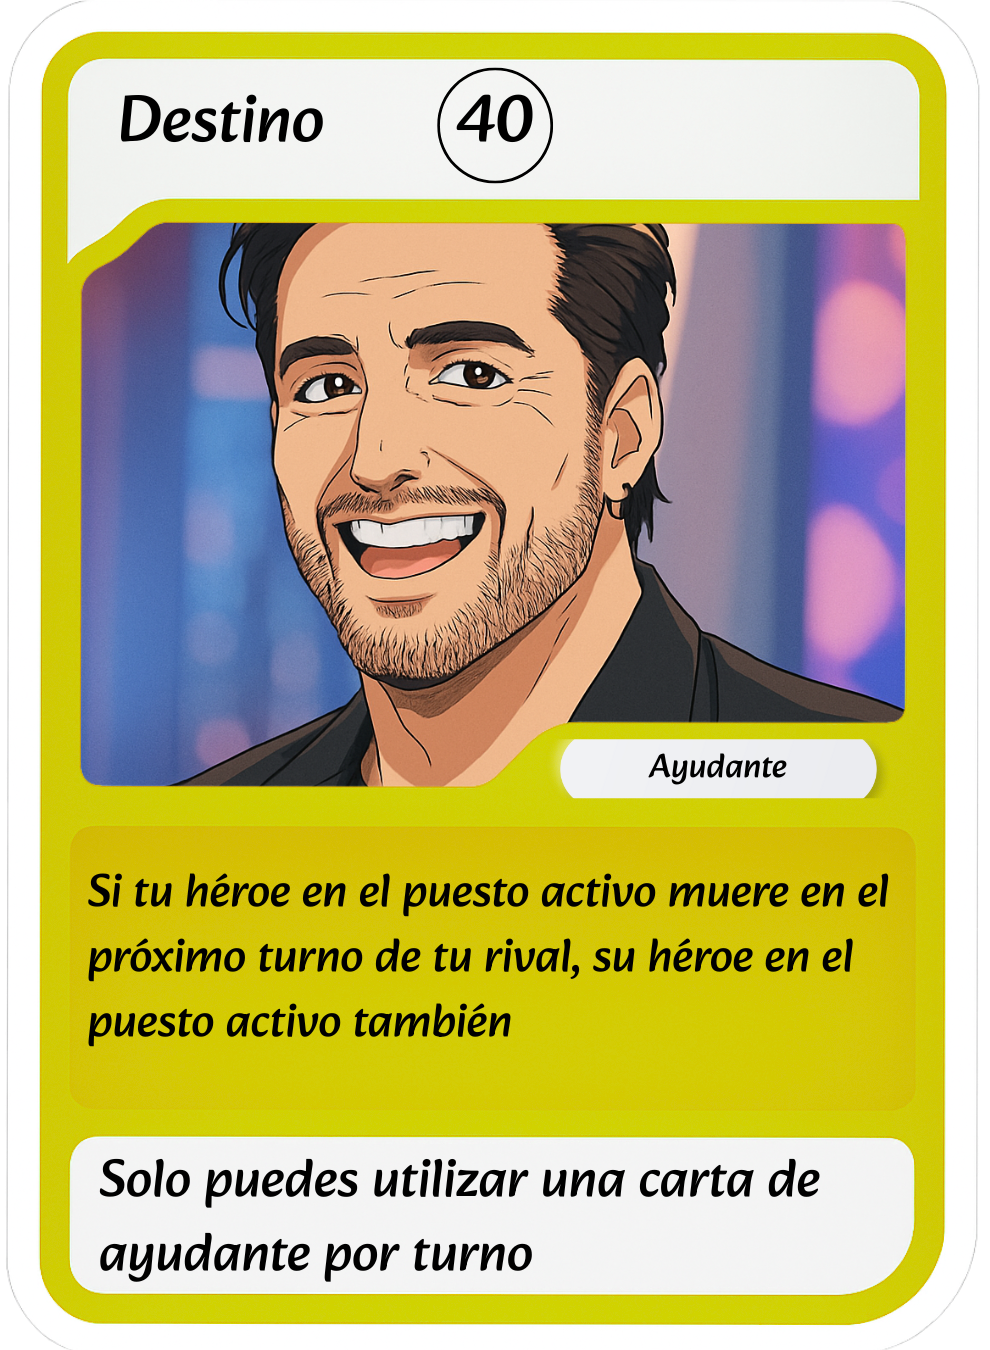 Destino 40
Ayudante
Si tu héroe en el puesto activo muere en el
próximo turno de tu rival, su héroe en el
puesto activo también
Solo puedes utilizar una carta de
ayudante por turno